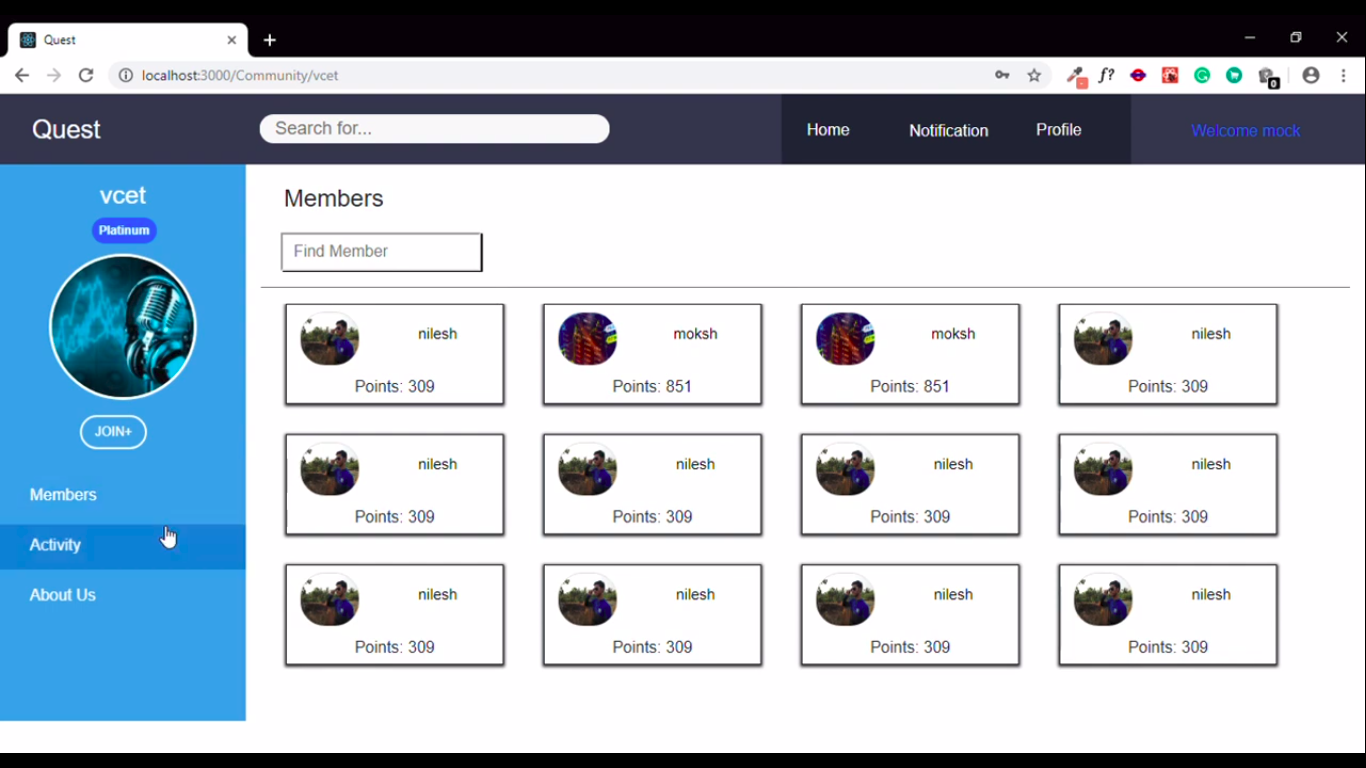 Quest
localhost:3000/Community/vcet
f?
0
Quest
Search for...
Home
Notification
Profile
Welcome mock
vcet
Platinum
JOIN+
Members
Activity
About Us
Members
Find Member
nilesh
Points: 309
moksh
Points: 851
moksh
Points: 851
nilesh
Points: 309
nilesh
Points: 309
nilesh
Points: 309
nilesh
Points: 309
nilesh
Points: 309
nilesh
Points: 309
nilesh
Points: 309
nilesh
Points: 309
nilesh
Points: 309